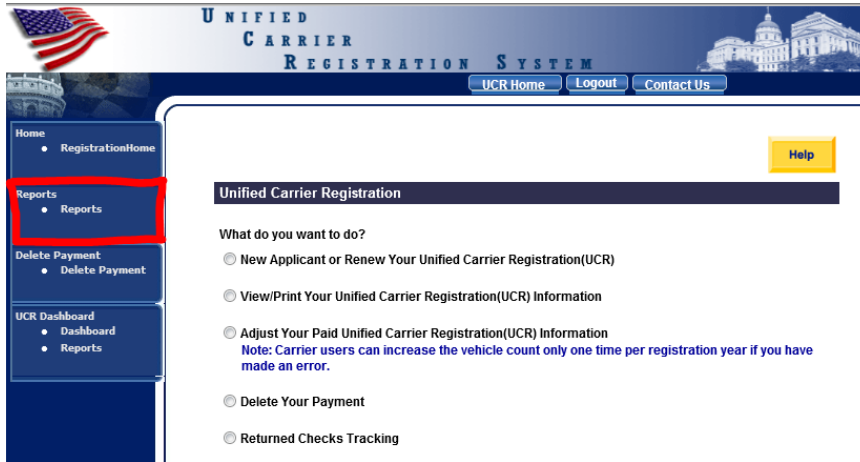 UNIFIED
CARRIER
REGISTRATION SYSTEM
UCR Home Logout Contact Us
Home
• RegistrationHome
Help
Reports
• Reports
Unified Carrier Registration
What do you want to do?
New Applicant or Renew Your Unified Carrier Registration(UCR)
Delete Payment
• Delete Payment
View/Print Your Unified Carrier Registration(UCR) Information
UCR Dashboard
• Dashboard
• Reports
Adjust Your Paid Unified Carrier Registration(UCR) Information
Note: Carrier users can increase the vehicle count only one time per registration year if you have
made an error.
Delete Your Payment
Returned Checks Tracking